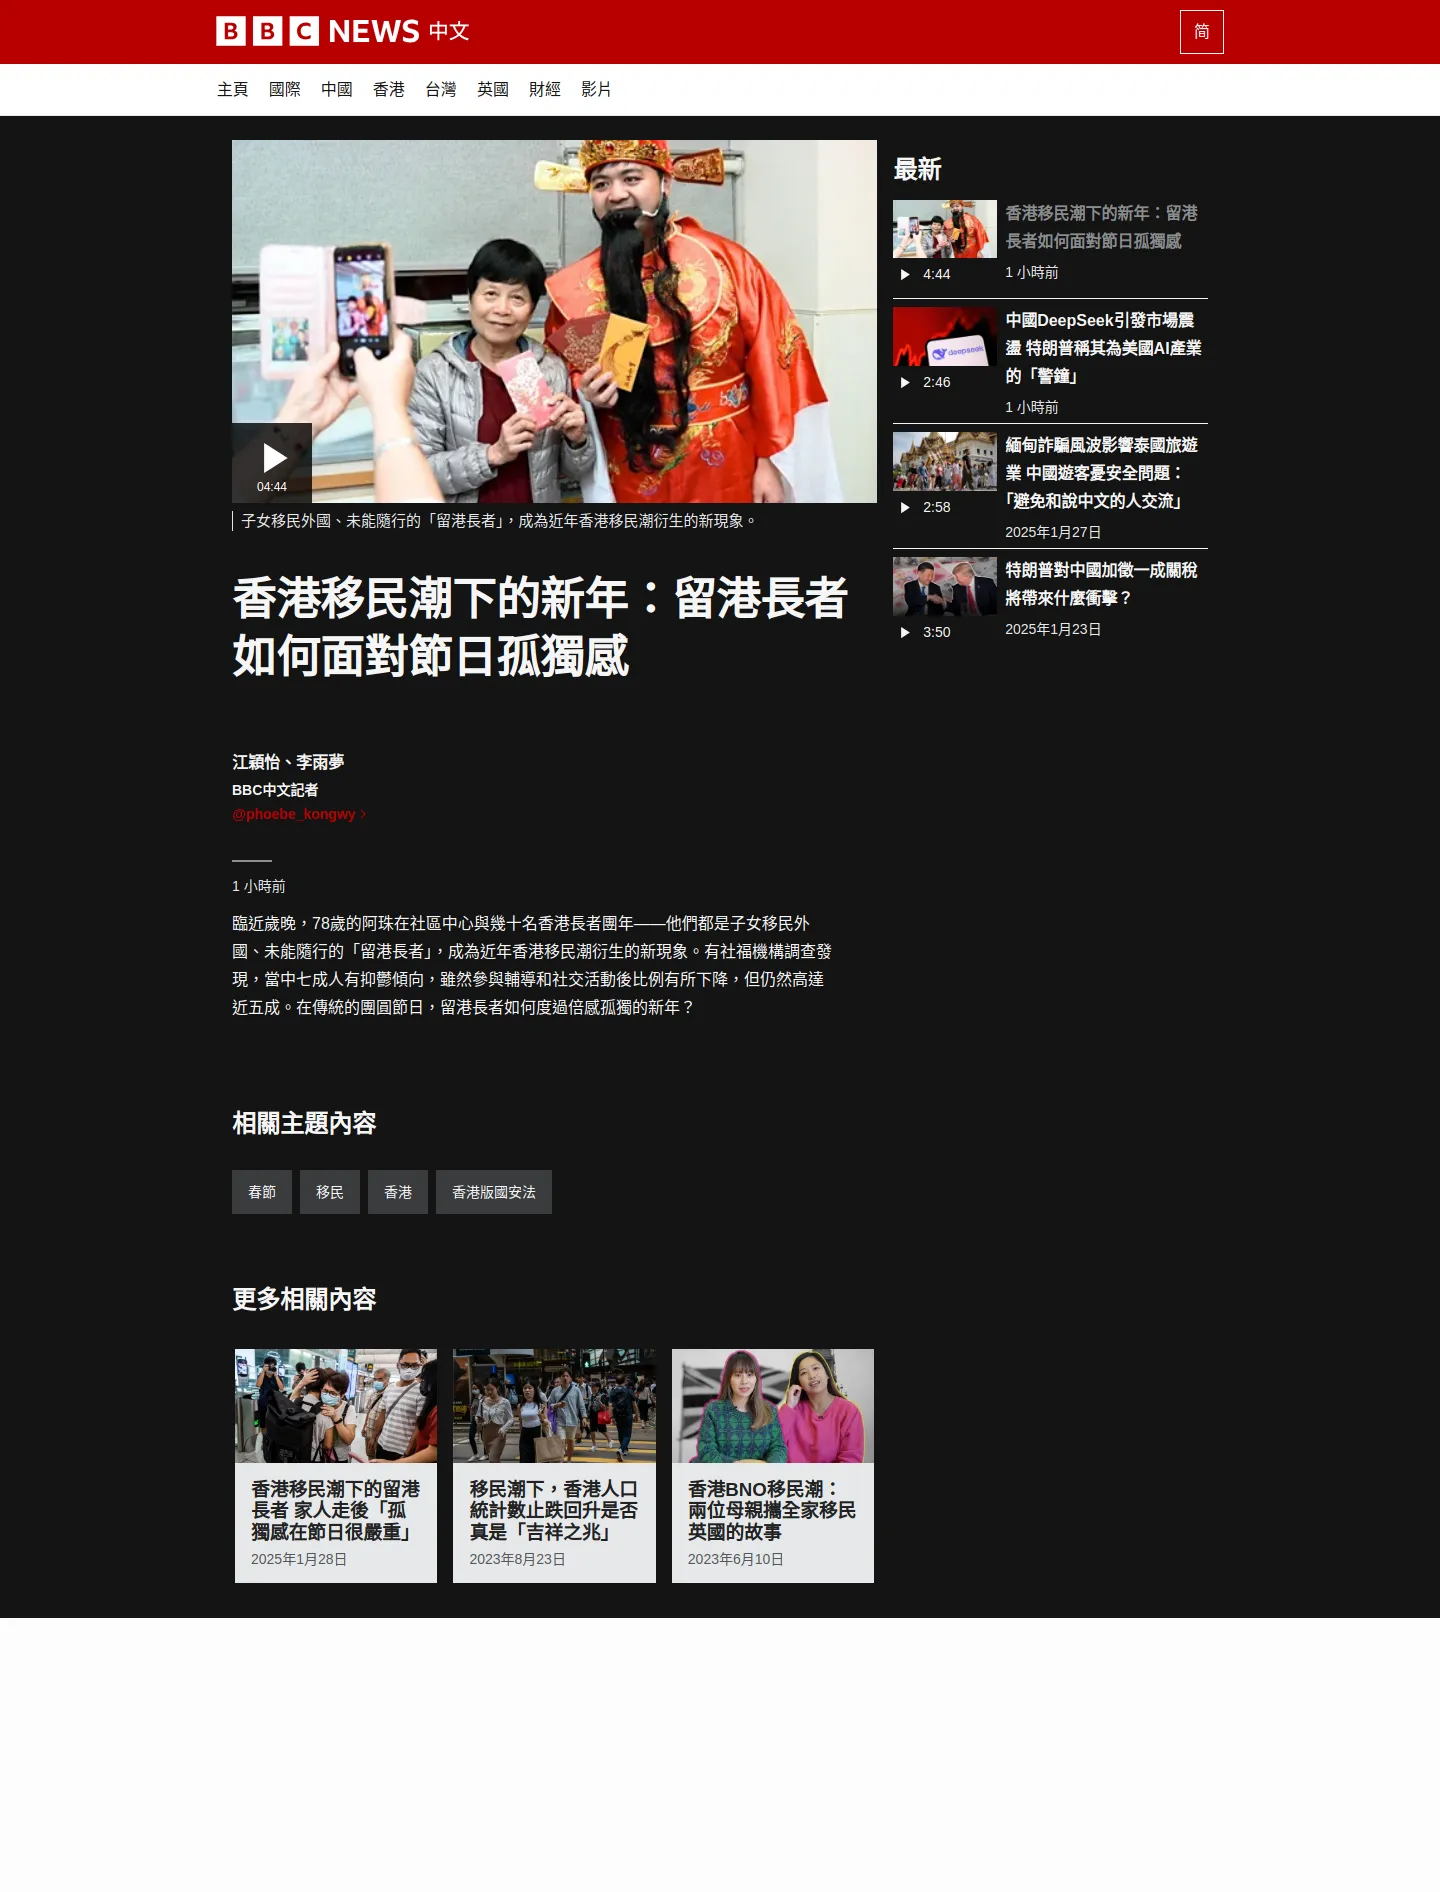 BBC NEWS 中文
简
主頁 國際 中國 香港 台灣 英國 財經 影片
04:44
子女移民外國、未能隨行的「留港長者」，成為近年香港移民潮衍生的新現象。
香港移民潮下的新年：留港長者
如何面對節日孤獨感
江穎怡、李雨夢
BBC中文記者
@phoebe_kongwy
1 小時前
臨近歲晚，78歲的阿珠在社區中心與幾十名香港長者團年——他們都是子女移民外
國、未能隨行的「留港長者」，成為近年香港移民潮衍生的新現象。有社福機構調查發
現，當中七成人有抑鬱傾向，雖然參與輔導和社交活動後比例有所下降，但仍然高達
近五成。在傳統的團圓節日，留港長者如何度過倍感孤獨的新年？
相關主題內容
春節 移民 香港 香港版國安法
更多相關內容
香港移民潮下的留港
長者 家人走後「孤
獨感在節日很嚴重」
2025年1月28日
移民潮下，香港人口
統計數止跌回升是否
真是「吉祥之兆」
2023年8月23日
香港BNO移民潮：
兩位母親攜全家移民
英國的故事
2023年6月10日
最新
香港移民潮下的新年：留港
長者如何面對節日孤獨感
4:44
1 小時前
deepseek
中國DeepSeek引發市場震
盪 特朗普稱其為美國AI產業
的「警鐘」
2:46
1 小時前
緬甸詐騙風波影響泰國旅遊
業 中國遊客憂安全問題：
「避免和說中文的人交流」
2:58
2025年1月27日
特朗普對中國加徵一成關稅
將帶來什麼衝擊？
3:50
2025年1月23日